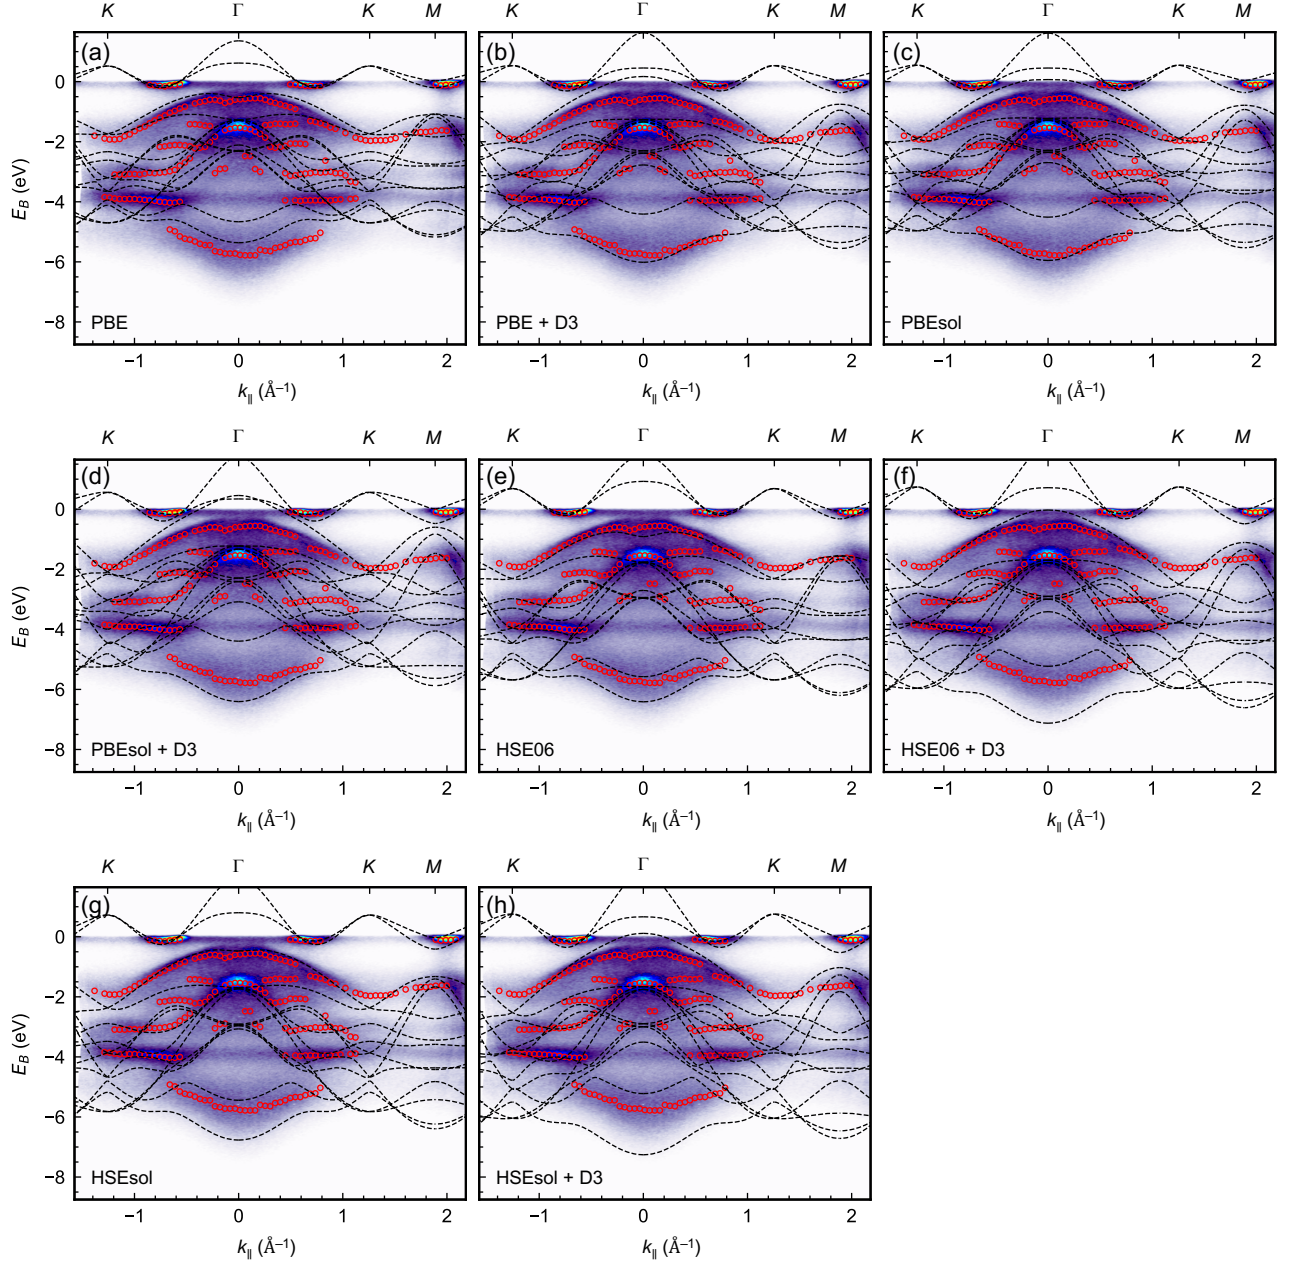 K Γ K M K Γ K M K Γ K M
(a) (b) (c)
0
−2
−4
−6
−8
E_B (eV)
PBE PBE + D3 PBEsol
−1 0 1 2 −1 0 1 2 −1 0 1 2
k_∥ (Å⁻¹) k_∥ (Å⁻¹) k_∥ (Å⁻¹)
K Γ K M K Γ K M K Γ K M
(d) (e) (f)
0
−2
−4
−6
−8
E_B (eV)
PBEsol + D3 HSE06 HSE06 + D3
−1 0 1 2 −1 0 1 2 −1 0 1 2
k_∥ (Å⁻¹) k_∥ (Å⁻¹) k_∥ (Å⁻¹)
K Γ K M K Γ K M
(g) (h)
0
−2
−4
−6
−8
E_B (eV)
HSEsol HSEsol + D3
−1 0 1 2 −1 0 1 2
k_∥ (Å⁻¹) k_∥ (Å⁻¹)